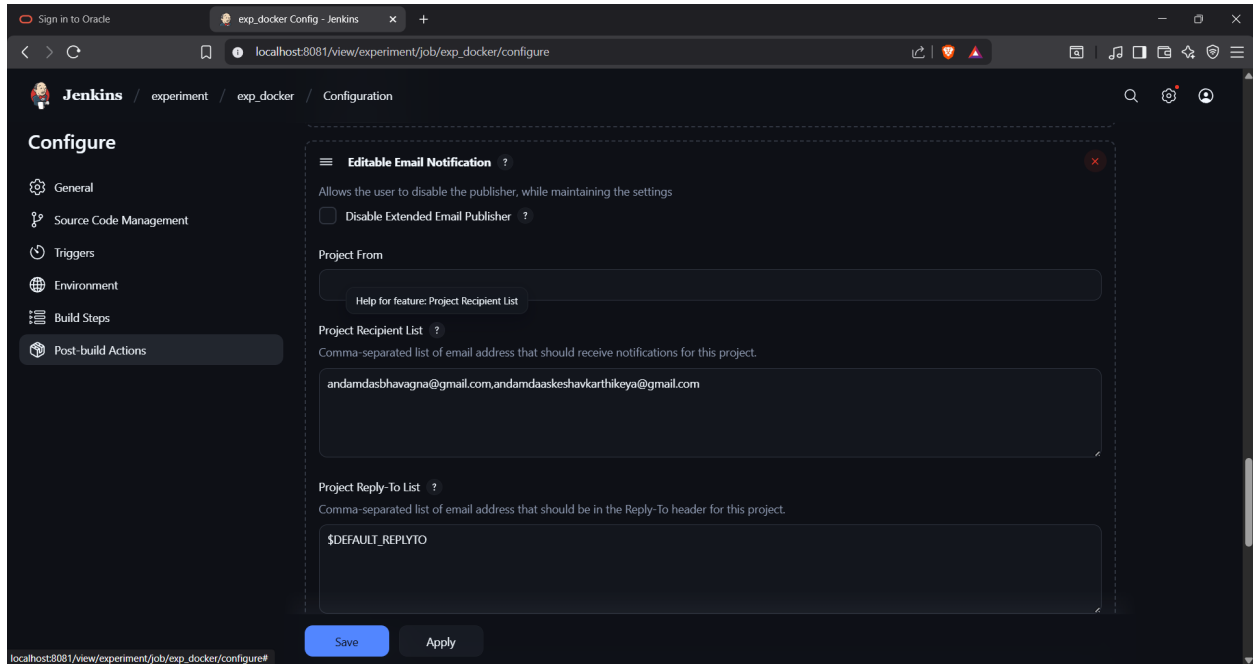 Sign in to Oracle
exp_docker Config - Jenkins
localhost:8081/view/experiment/job/exp_docker/configure
Jenkins / experiment / exp_docker / Configuration
Configure
General
Source Code Management
Triggers
Environment
Build Steps
Post-build Actions
Editable Email Notification ?
Allows the user to disable the publisher, while maintaining the settings
Disable Extended Email Publisher ?
Project From
Help for feature: Project Recipient List
Project Recipient List ?
Comma-separated list of email address that should receive notifications for this project.
andamdasbhavagna@gmail.com,andamdaaskeshavkarthikeya@gmail.com
Project Reply-To List ?
Comma-separated list of email address that should be in the Reply-To header for this project.
$DEFAULT_REPLYTO
Save
Apply
localhost:8081/view/experiment/job/exp_docker/configure#